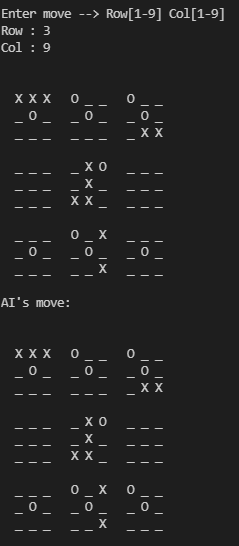 Enter move --> Row[1-9] Col[1-9]
Row : 3
Col : 9
X X X  O _ _  O _ _
_ O _  _ O _  _ O _
_ _ _  _ _ _  _ X X
_ _ _  _ X O  _ _ _
_ _ _  _ X _  _ _ _
_ _ _  X X _  _ _ _
_ _ _  O _ X  _ _ _
_ O _  _ O _  _ O _
_ _ _  _ _ X  _ _ _
AI's move:
X X X  O _ _  O _ _
_ O _  _ O _  _ O _
_ _ _  _ _ _  _ X X
_ _ _  _ X O  _ _ _
_ _ _  _ X _  _ _ _
_ _ _  X X _  _ _ _
_ _ _  O _ X  O _ _
_ O _  _ O _  _ O _
_ _ _  _ _ X  _ _ _